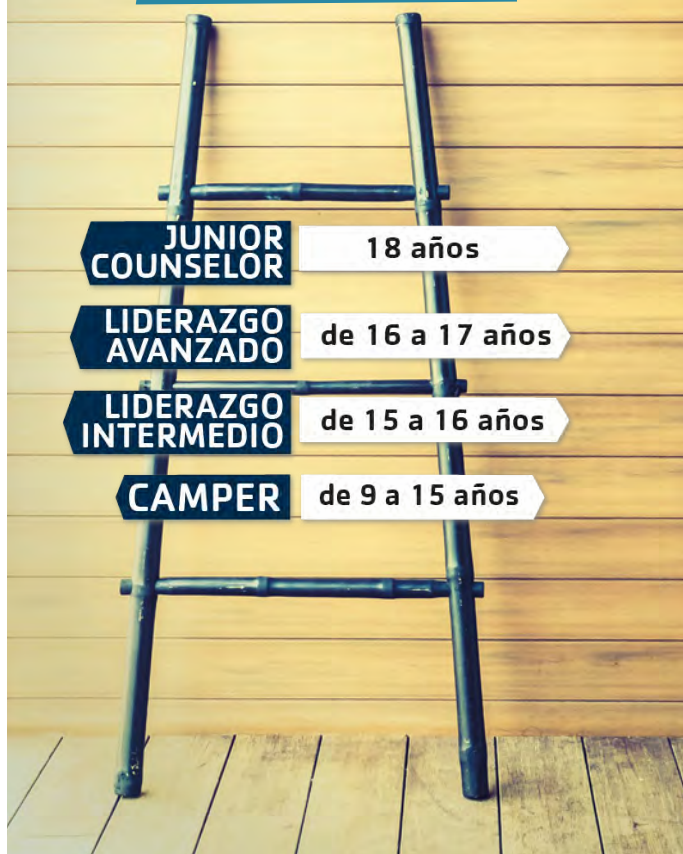 JUNIOR
COUNSELOR
18 años
LIDERAZGO
AVANZADO
de 16 a 17 años
LIDERAZGO
INTERMEDIO
de 15 a 16 años
CAMPER
de 9 a 15 años